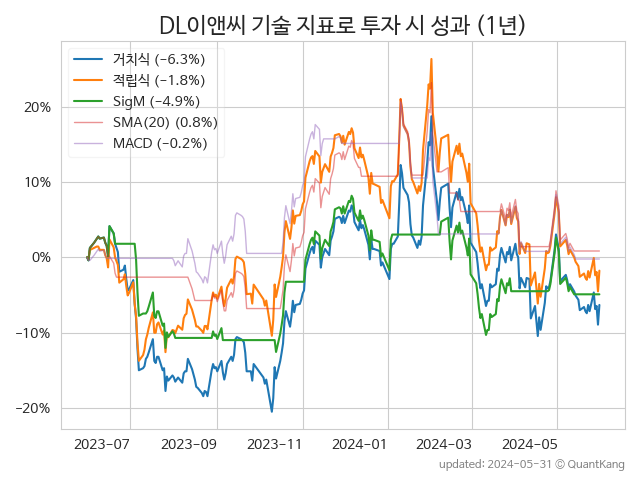 DL이앤씨 기술 지표로 투자 시 성과 (1년)
거치식 (−6.3%)
적립식 (−1.8%)
SigM (−4.9%)
SMA(20) (0.8%)
MACD (−0.2%)
20%
10%
0%
−10%
−20%
2023-07 2023-09 2023-11 2024-01 2024-03 2024-05
updated: 2024-05-31 © QuantKang